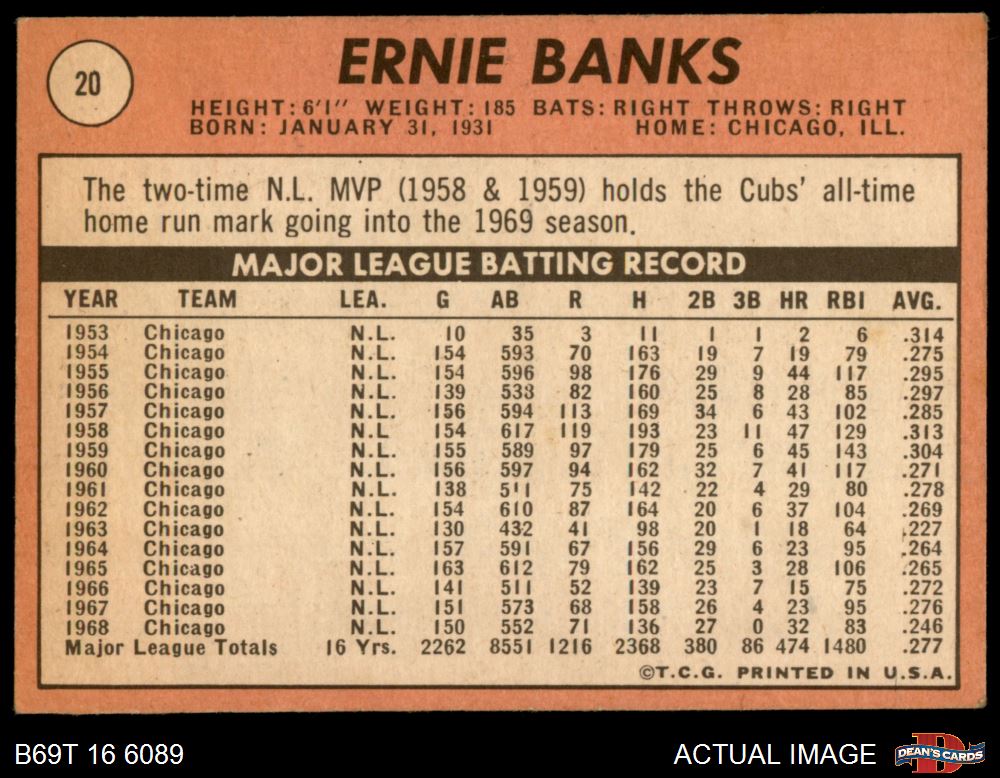 20
ERNIE BANKS
HEIGHT: 6'1" WEIGHT: 185 BATS: RIGHT THROWS: RIGHT
BORN: JANUARY 31, 1931 HOME: CHICAGO, ILL.
The two-time N.L. MVP (1958 & 1959) holds the Cubs' all-time
home run mark going into the 1969 season.
MAJOR LEAGUE BATTING RECORD
YEAR TEAM LEA. G AB R H 2B 3B HR RBI AVG.
1953 Chicago N.L. 10 35 3 11 1 1 2 6 .314
1954 Chicago N.L. 154 593 70 163 19 7 19 79 .275
1955 Chicago N.L. 154 596 98 176 29 9 44 117 .295
1956 Chicago N.L. 139 538 82 160 25 8 28 85 .297
1957 Chicago N.L. 156 594 113 169 34 6 43 102 .285
1958 Chicago N.L 154 617 119 193 23 11 47 129 .313
1959 Chicago N.L. 155 589 97 179 25 6 45 143 .304
1960 Chicago N.L. 156 597 94 162 32 7 41 117 .271
1961 Chicago N.L. 138 511 75 142 22 4 29 80 .278
1962 Chicago N.L. 154 610 87 164 20 6 37 104 .269
1963 Chicago N.L. 130 432 41 98 20 1 18 64 .227
1964 Chicago N.L. 157 591 67 156 29 6 23 95 .264
1965 Chicago N.L. 163 612 79 162 25 3 28 106 .265
1966 Chicago N.L. 141 511 52 139 23 7 15 75 .272
1967 Chicago N.L. 151 573 68 158 26 4 23 95 .276
1968 Chicago N.L. 150 552 71 136 27 0 32 83 .246
Major League Totals 16 Yrs. 2262 8551 1216 2368 380 86 474 1480 .277
©T.C.G. PRINTED IN U.S.A.
B69T 16 6089 ACTUAL IMAGE DEAN'S CARDS